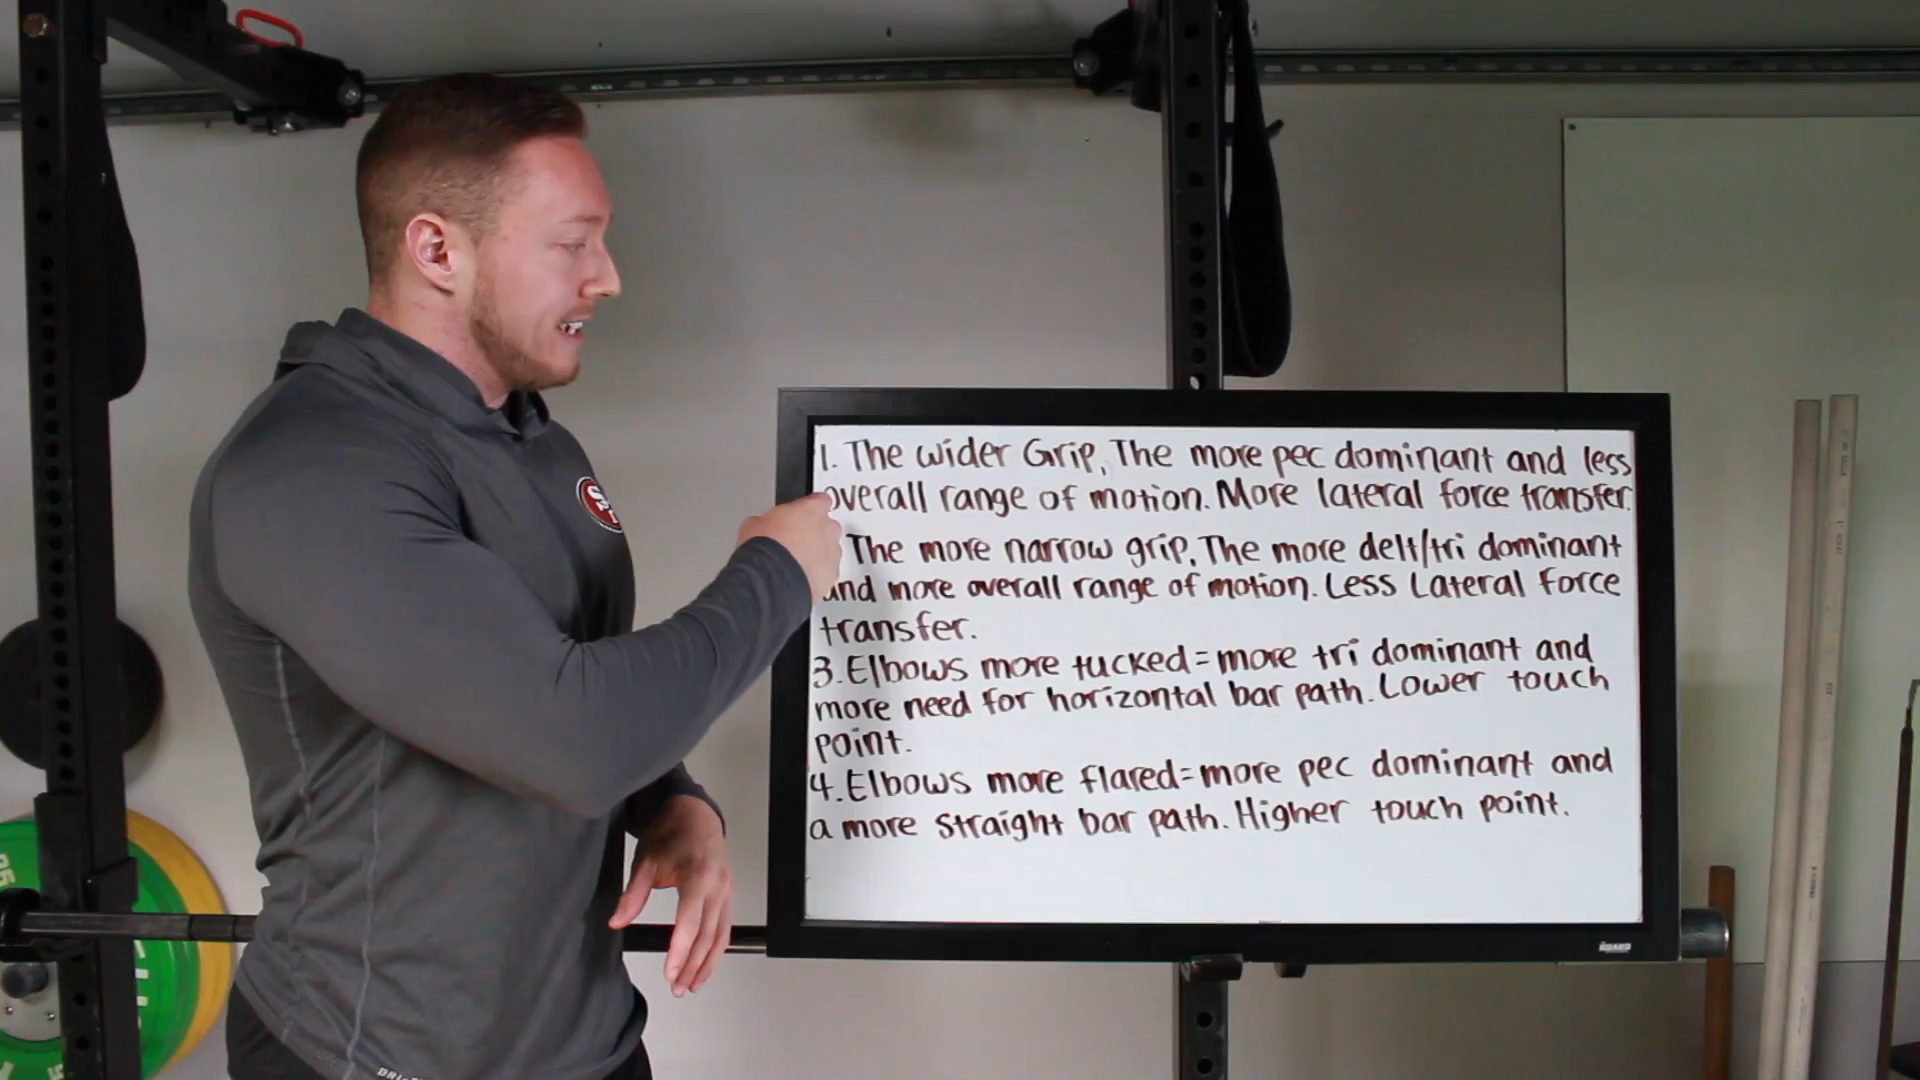 1. The wider Grip, The more pec dominant and less
overall range of motion. More lateral force transfer.
The more narrow grip, The more delt/tri dominant
and more overall range of motion. Less Lateral Force
transfer.
3. Elbows more tucked = more tri dominant and
more need for horizontal bar path. Lower touch
point.
4. Elbows more flared = more pec dominant and
a more straight bar path. Higher touch point.